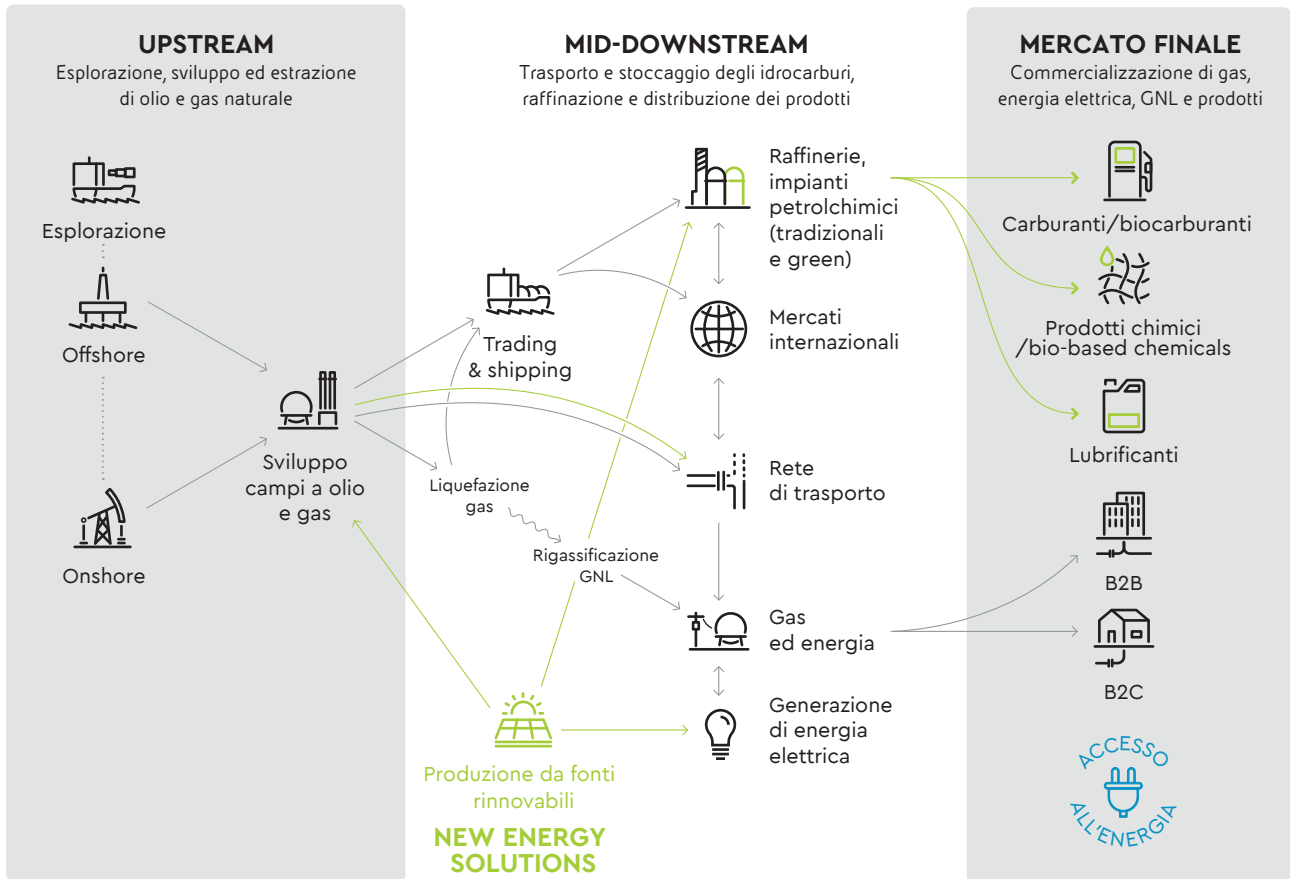 UPSTREAM
Esplorazione, sviluppo ed estrazione
di olio e gas naturale
Esplorazione
Offshore
Onshore
Sviluppo
campi a olio
e gas
MID-DOWNSTREAM
Trasporto e stoccaggio degli idrocarburi,
raffinazione e distribuzione dei prodotti
Trading
& shipping
Liquefazione
gas
Rigassificazione
GNL
Raffinerie,
impianti
petrolchimici
(tradizionali
e green)
Mercati
internazionali
Rete
di trasporto
Gas
ed energia
Generazione
di energia
elettrica
Produzione da fonti
rinnovabili
NEW ENERGY
SOLUTIONS
MERCATO FINALE
Commercializzazione di gas,
energia elettrica, GNL e prodotti
Carburanti/biocarburanti
Prodotti chimici
/bio-based chemicals
Lubrificanti
B2B
B2C
ACCESSO
ALL'ENERGIA